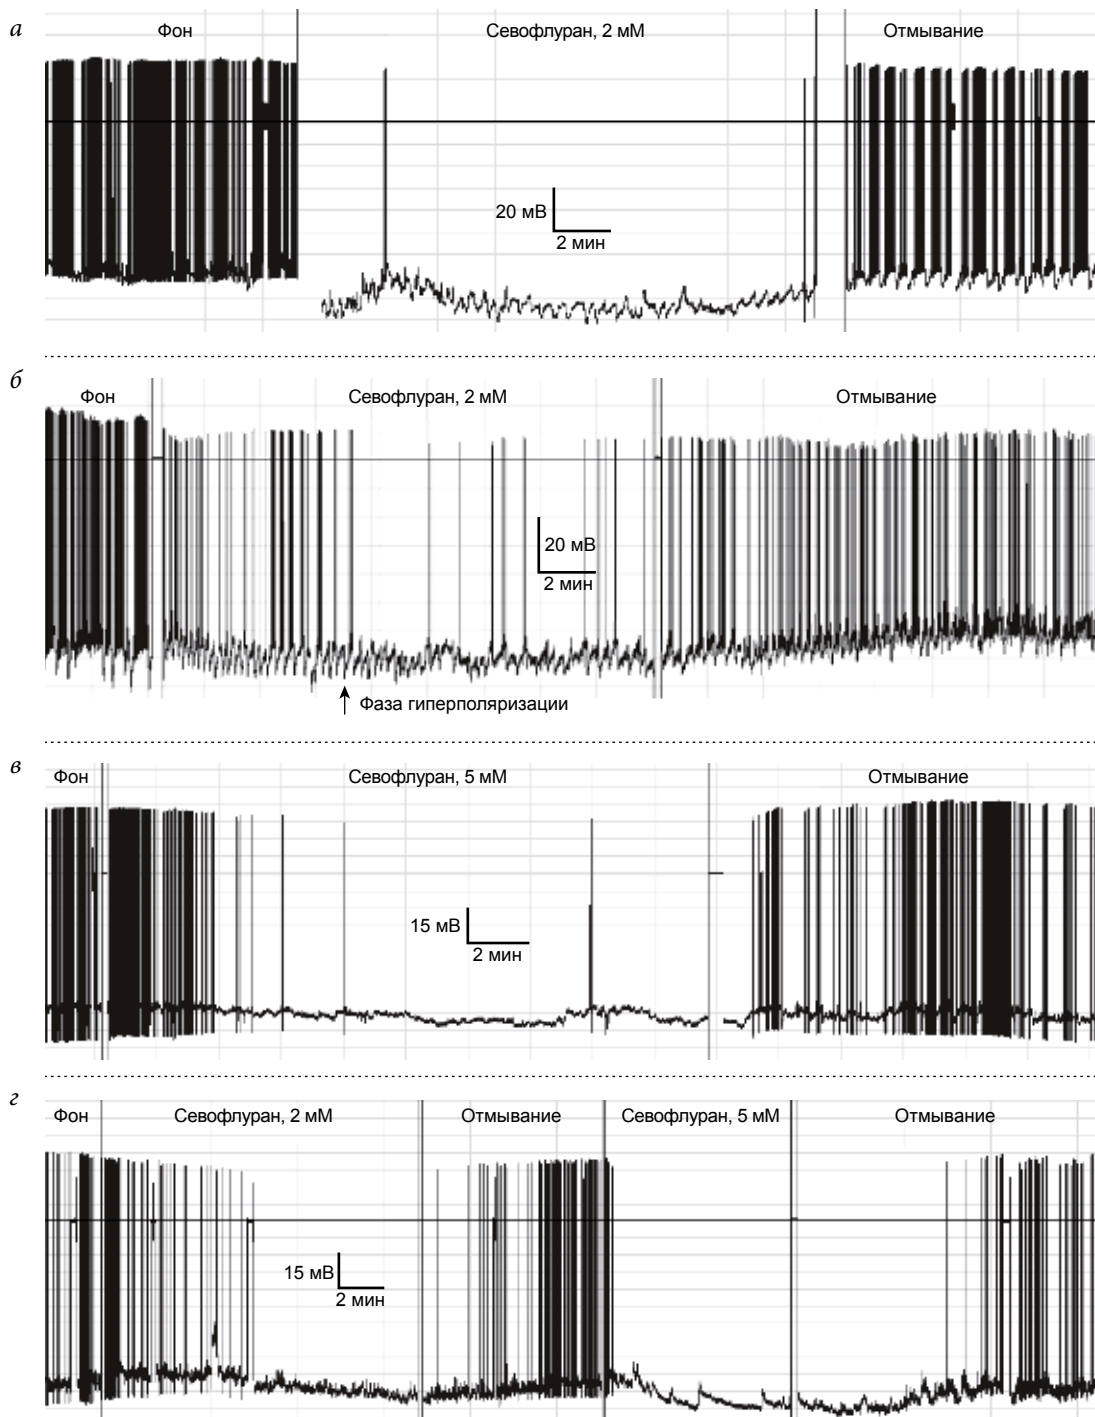 а
Фон
Севофлуран, 2 мМ
Отмывание
20 мВ
2 мин
б
Фон
Севофлуран, 2 мМ
Отмывание
20 мВ
2 мин
Фаза гиперполяризации
в
Фон
Севофлуран, 5 мМ
Отмывание
15 мВ
2 мин
г
Фон
Севофлуран, 2 мМ
Отмывание
Севофлуран, 5 мМ
Отмывание
15 мВ
2 мин